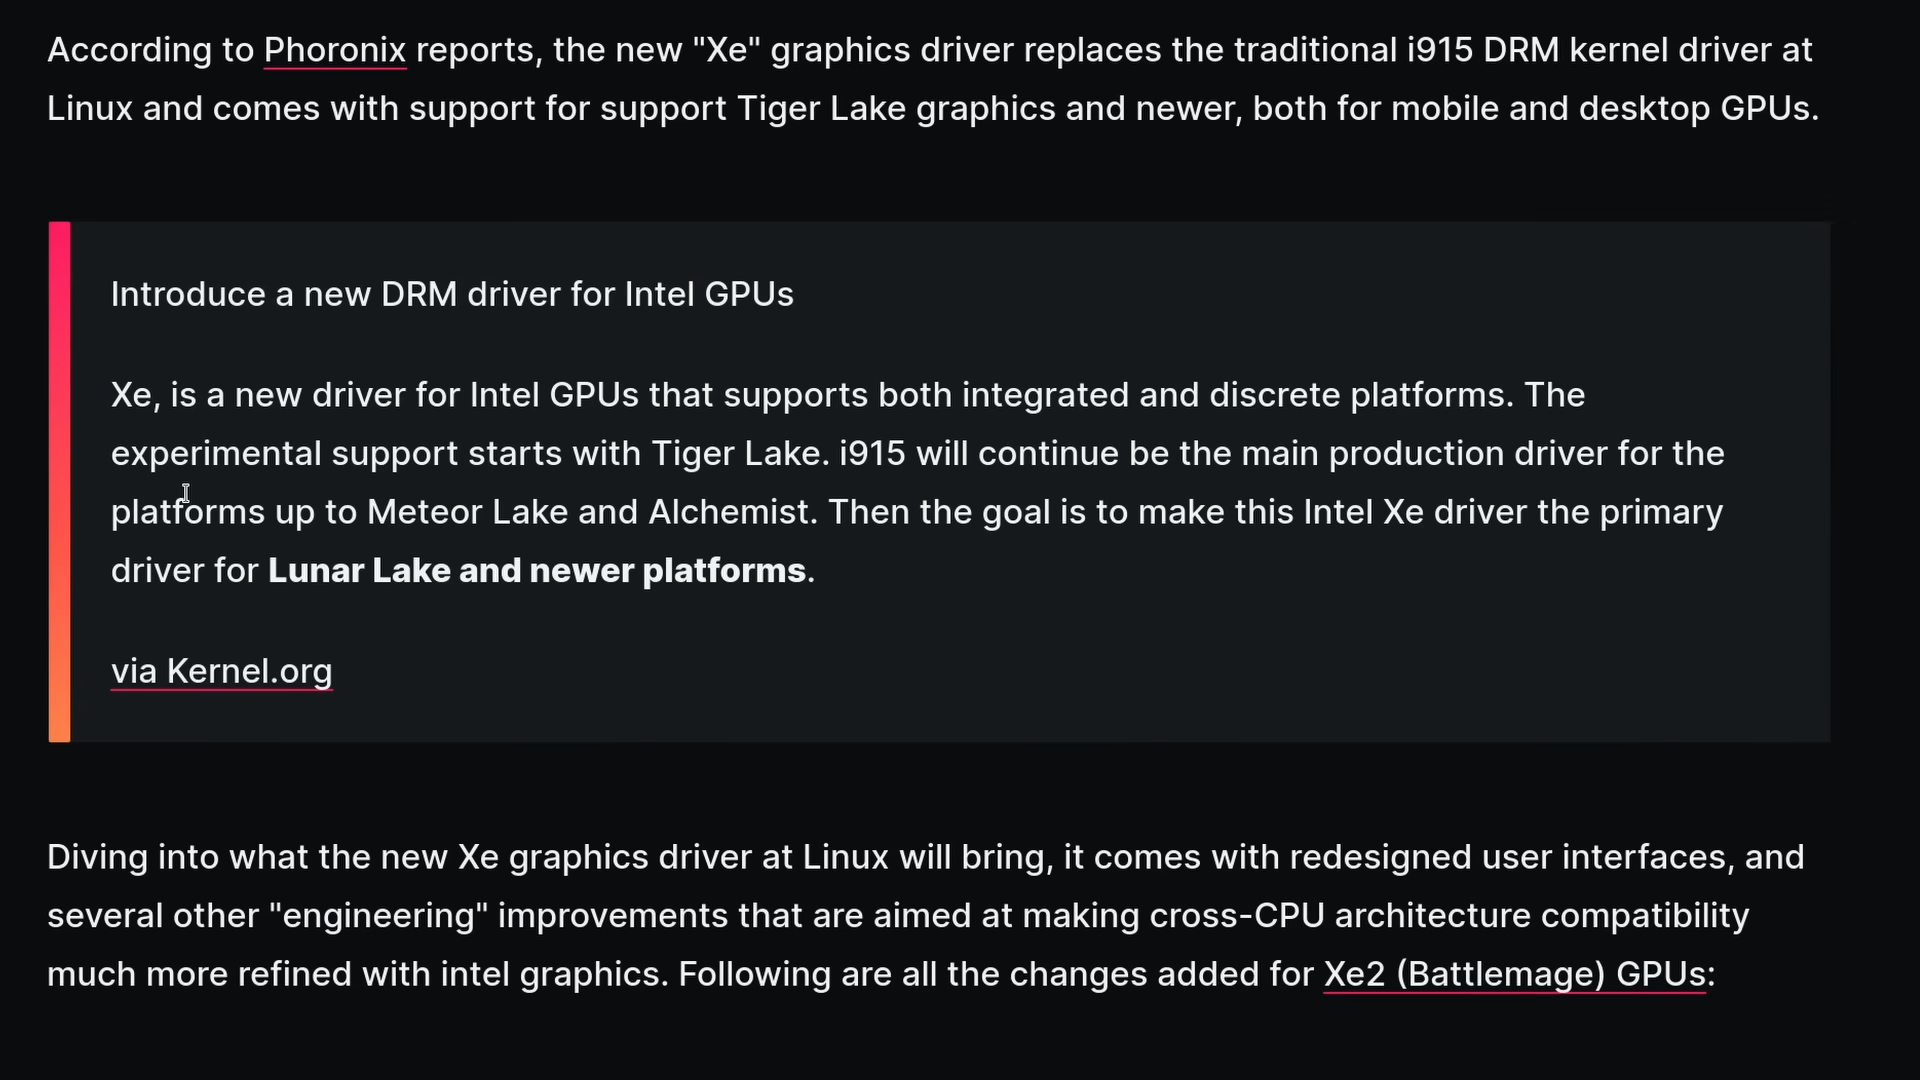 According to Phoronix reports, the new "Xe" graphics driver replaces the traditional i915 DRM kernel driver at
Linux and comes with support for support Tiger Lake graphics and newer, both for mobile and desktop GPUs.
Introduce a new DRM driver for Intel GPUs
Xe, is a new driver for Intel GPUs that supports both integrated and discrete platforms. The
experimental support starts with Tiger Lake. i915 will continue be the main production driver for the
platforms up to Meteor Lake and Alchemist. Then the goal is to make this Intel Xe driver the primary
driver for Lunar Lake and newer platforms.
via Kernel.org
Diving into what the new Xe graphics driver at Linux will bring, it comes with redesigned user interfaces, and
several other "engineering" improvements that are aimed at making cross-CPU architecture compatibility
much more refined with intel graphics. Following are all the changes added for Xe2 (Battlemage) GPUs: